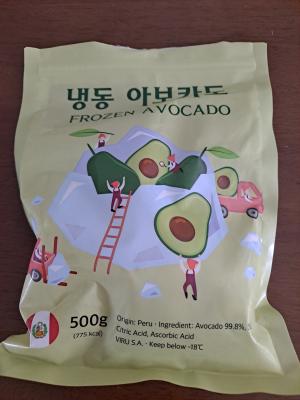 냉동 아보카도
FROZEN AVOCADO
500g
(775 kcal)
Origin: Peru · Ingredient: Avocado 99.8%,
Citric Acid, Ascorbic Acid
VIRU S.A. · Keep below -18℃